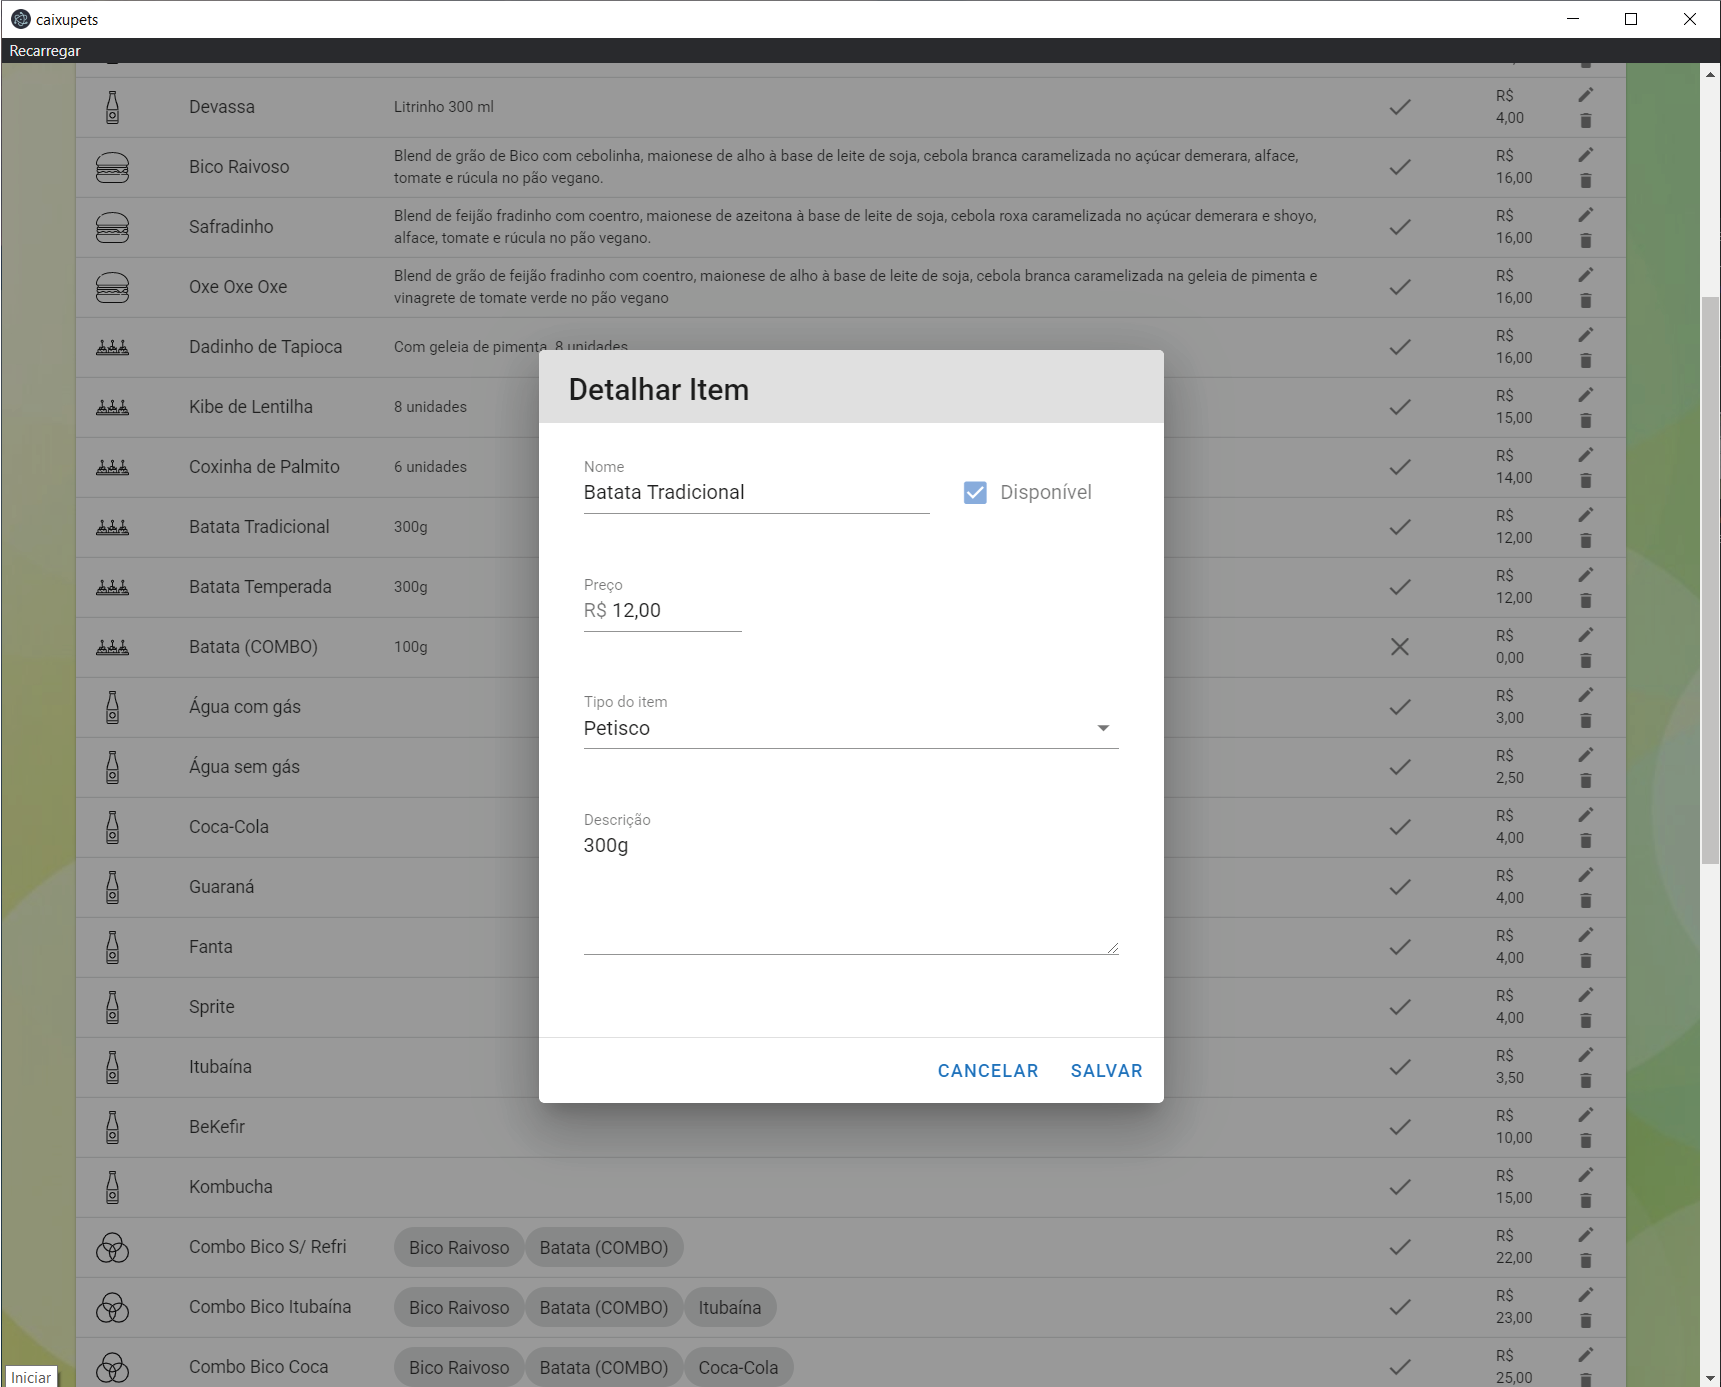 caixupets
Recarregar
Devassa
Litrinho 300 ml
R$
4,00
Bico Raivoso
Blend de grão de Bico com cebolinha, maionese de alho à base de leite de soja, cebola branca caramelizada no açúcar demerara, alface,
tomate e rúcula no pão vegano.
R$
16,00
Safradinho
Blend de feijão fradinho com coentro, maionese de azeitona à base de leite de soja, cebola roxa caramelizada no açúcar demerara e shoyo,
alface, tomate e rúcula no pão vegano.
R$
16,00
Oxe Oxe Oxe
Blend de grão de feijão fradinho com coentro, maionese de alho à base de leite de soja, cebola branca caramelizada na geleia de pimenta e
vinagrete de tomate verde no pão vegano
R$
16,00
Dadinho de Tapioca
Com geleia de pimenta, 8 unidades
R$
16,00
Kibe de Lentilha
8 unidades
R$
15,00
Coxinha de Palmito
6 unidades
R$
14,00
Batata Tradicional
300g
R$
12,00
Batata Temperada
300g
R$
12,00
Batata (COMBO)
100g
R$
0,00
Água com gás
R$
3,00
Água sem gás
R$
2,50
Coca-Cola
R$
4,00
Guaraná
R$
4,00
Fanta
R$
4,00
Sprite
R$
4,00
Itubaína
R$
3,50
BeKefir
R$
10,00
Kombucha
R$
15,00
Combo Bico S/ Refri
Bico Raivoso
Batata (COMBO)
R$
22,00
Combo Bico Itubaína
Bico Raivoso
Batata (COMBO)
Itubaína
R$
23,00
Combo Bico Coca
Bico Raivoso
Batata (COMBO)
Coca-Cola
R$
25,00
Detalhar Item
Nome
Batata Tradicional
Disponível
Preço
R$ 12,00
Tipo do item
Petisco
Descrição
300g
CANCELAR
SALVAR
Iniciar